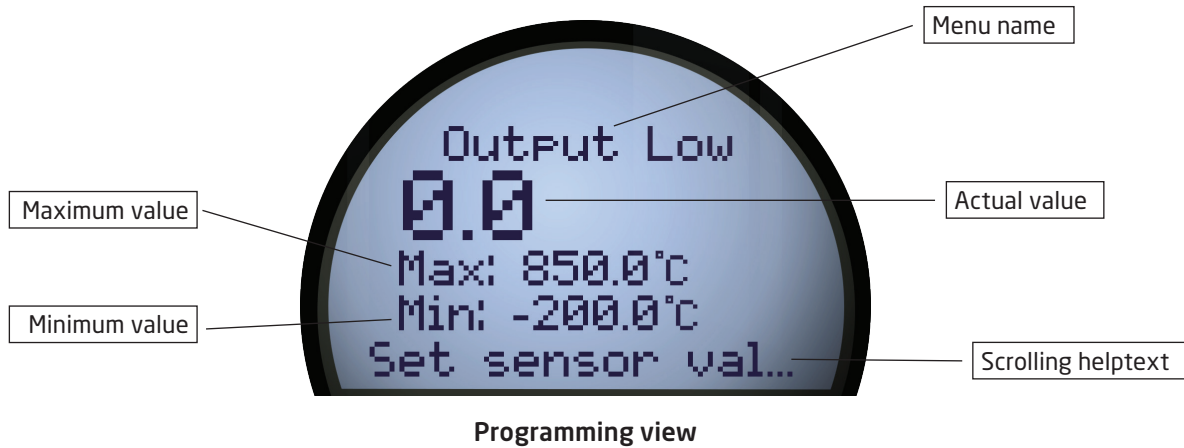 Menu name
Output Low
Maximum value
0.0
Actual value
Max: 850.0°C
Minimum value
Min: -200.0°C
Set sensor val...
Scrolling helptext
Programming view